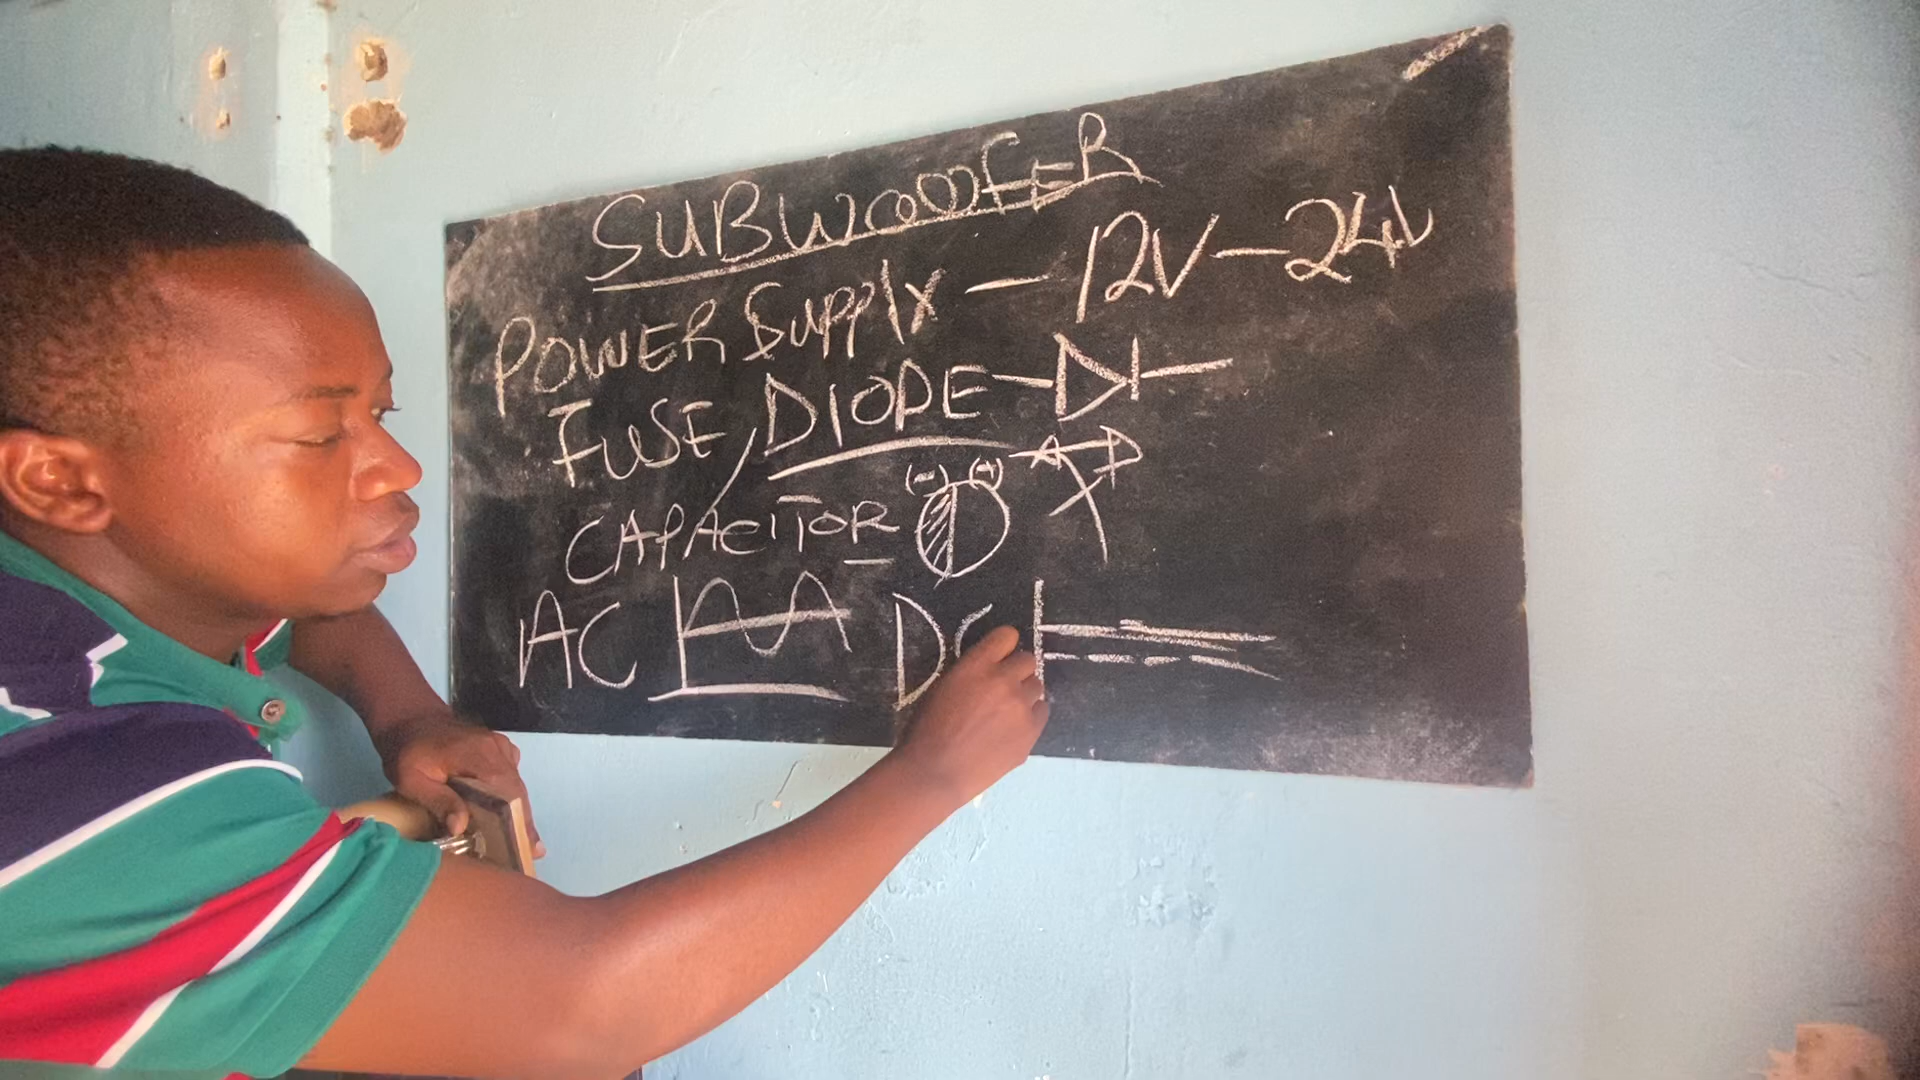 SUBWOOFER
POWER Supply — 12V — 24V
FUSE, DIODE
CAPACITOR (-) (+)
AC DC